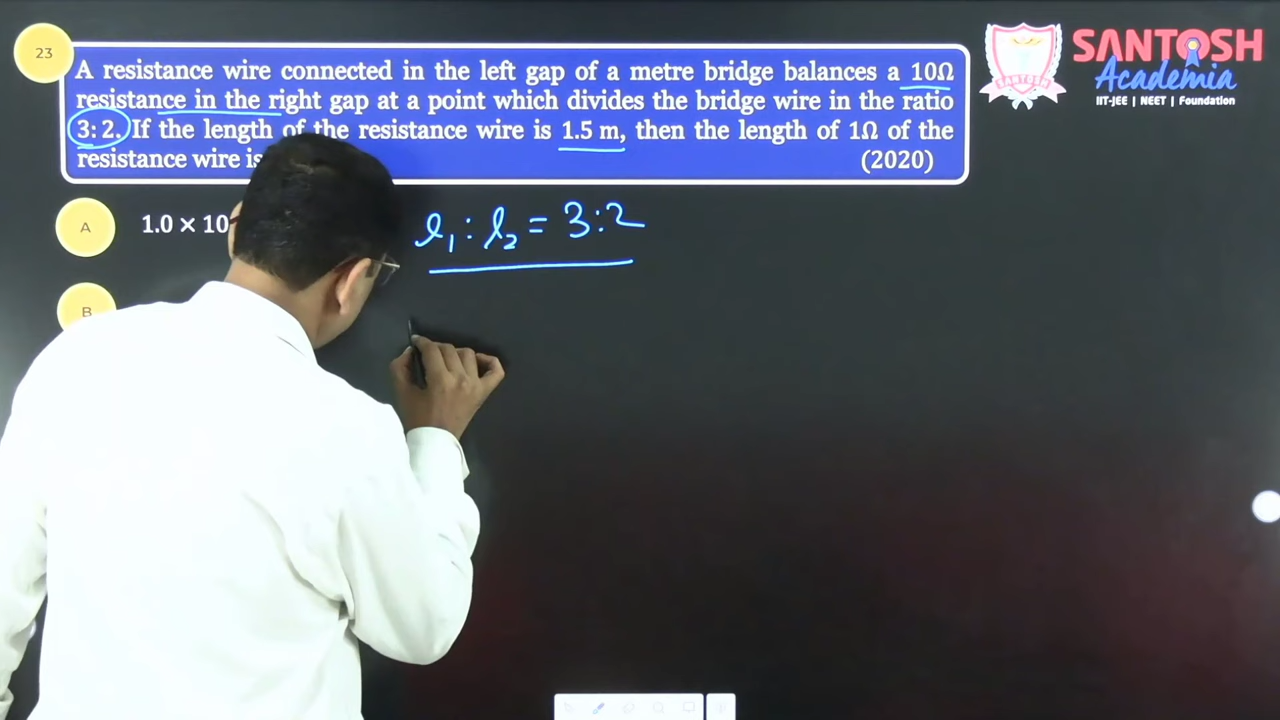 23
A resistance wire connected in the left gap of a metre bridge balances a 10Ω
resistance in the right gap at a point which divides the bridge wire in the ratio
3:2. If the length of the resistance wire is 1.5 m, then the length of 1Ω of the
resistance wire is
(2020)
A
1.0 × 10
l₁ : l₂ = 3:2
B
SANTOSH
Academia
IIT-JEE | NEET | Foundation
SANTOSH